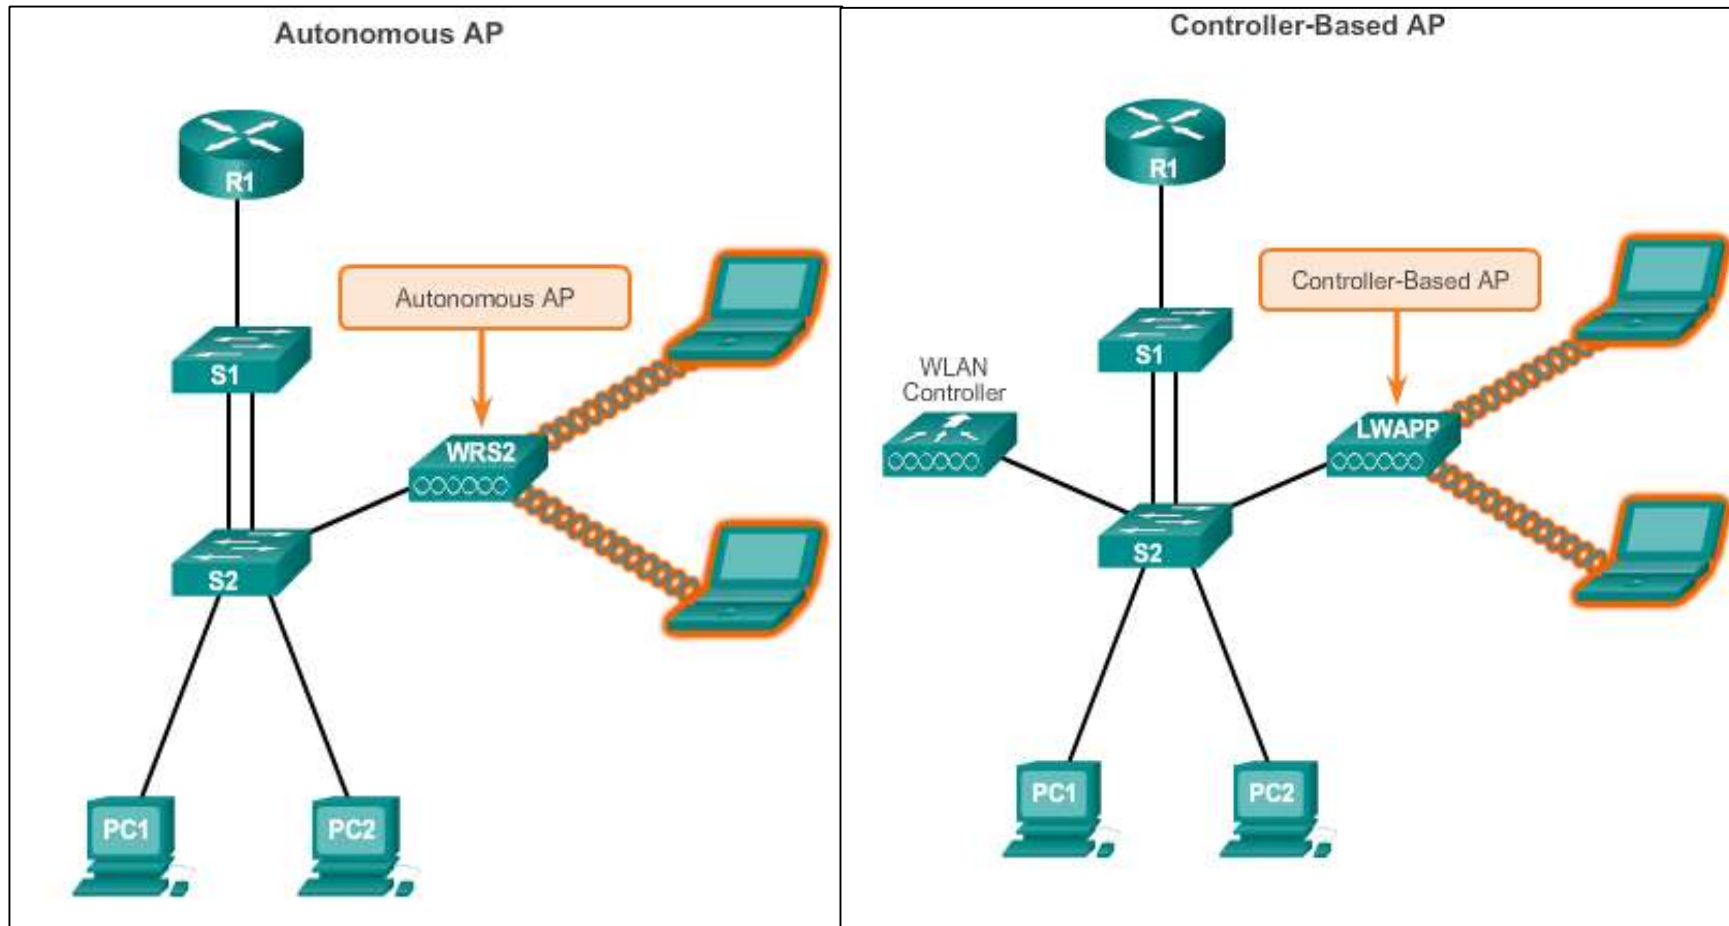 Autonomous AP
R1
Autonomous AP
S1
WRS2
S2
PC1
PC2
Controller-Based AP
R1
Controller-Based AP
S1
WLAN
Controller
LWAPP
S2
PC1
PC2